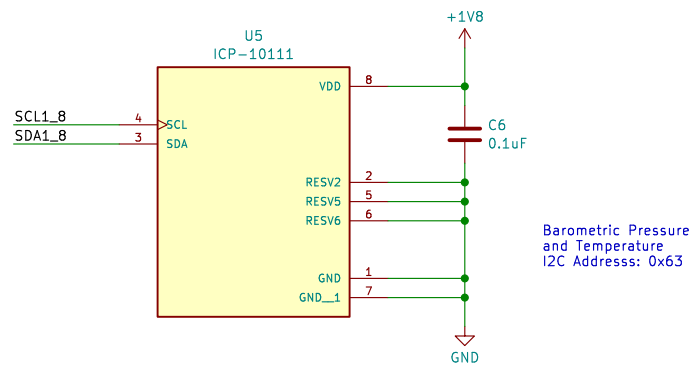 +1V8
U5
ICP-10111
VDD 8
SCL1_8 4 SCL
C6
SDA1_8 3 SDA
0.1uF
RESV2 2
RESV5 5
RESV6 6
Barometric Pressure
and Temperature
I2C Addresss: 0x63
GND 1
GND__1 7
GND